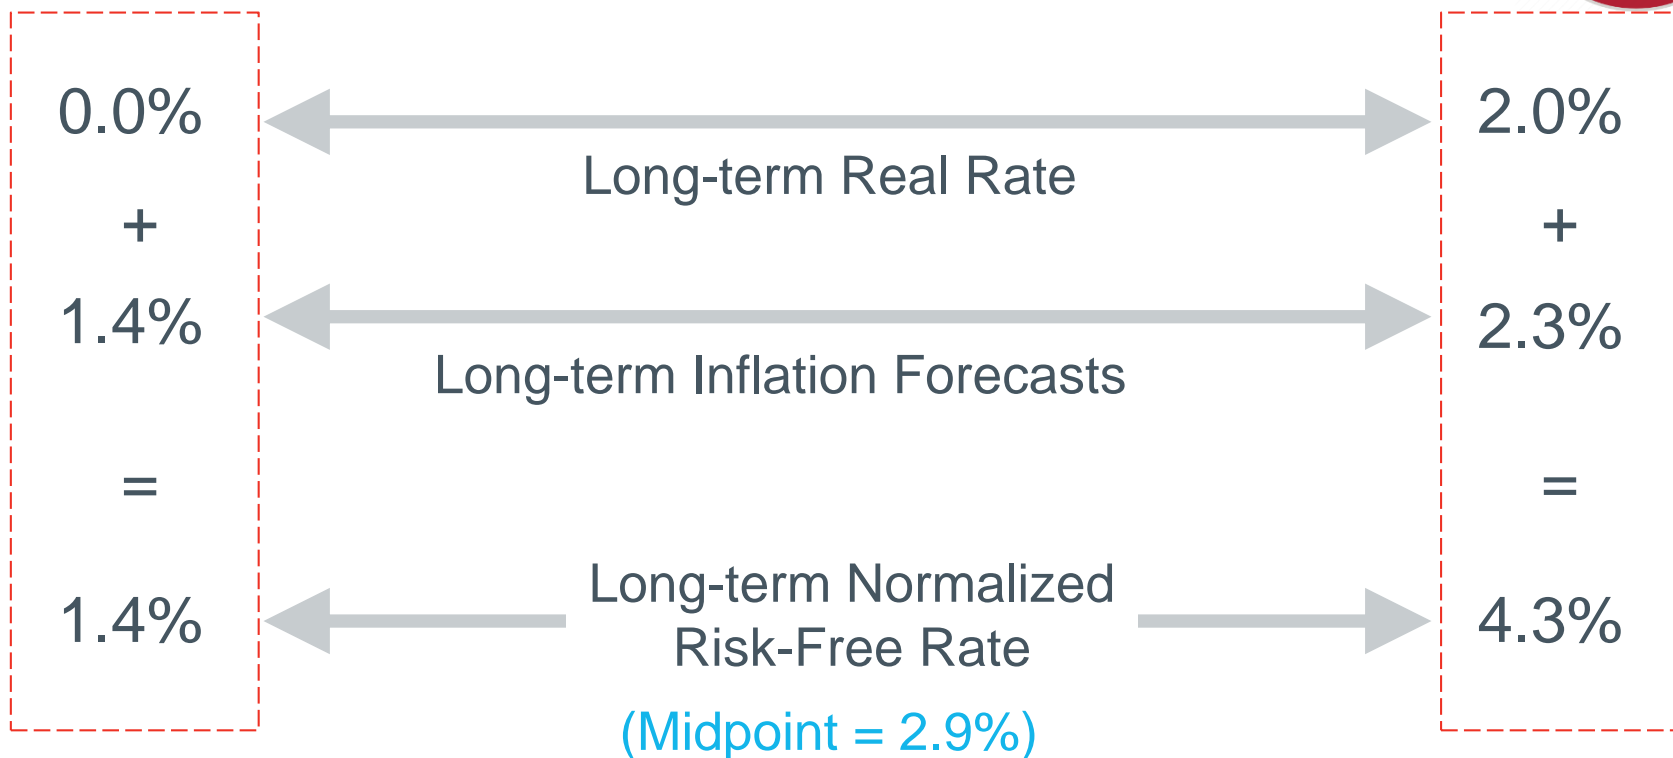 0.0%
2.0%
Long-term Real Rate
+
+
1.4%
2.3%
Long-term Inflation Forecasts
=
=
Long-term Normalized
1.4%
4.3%
Risk-Free Rate
(Midpoint = 2.9%)